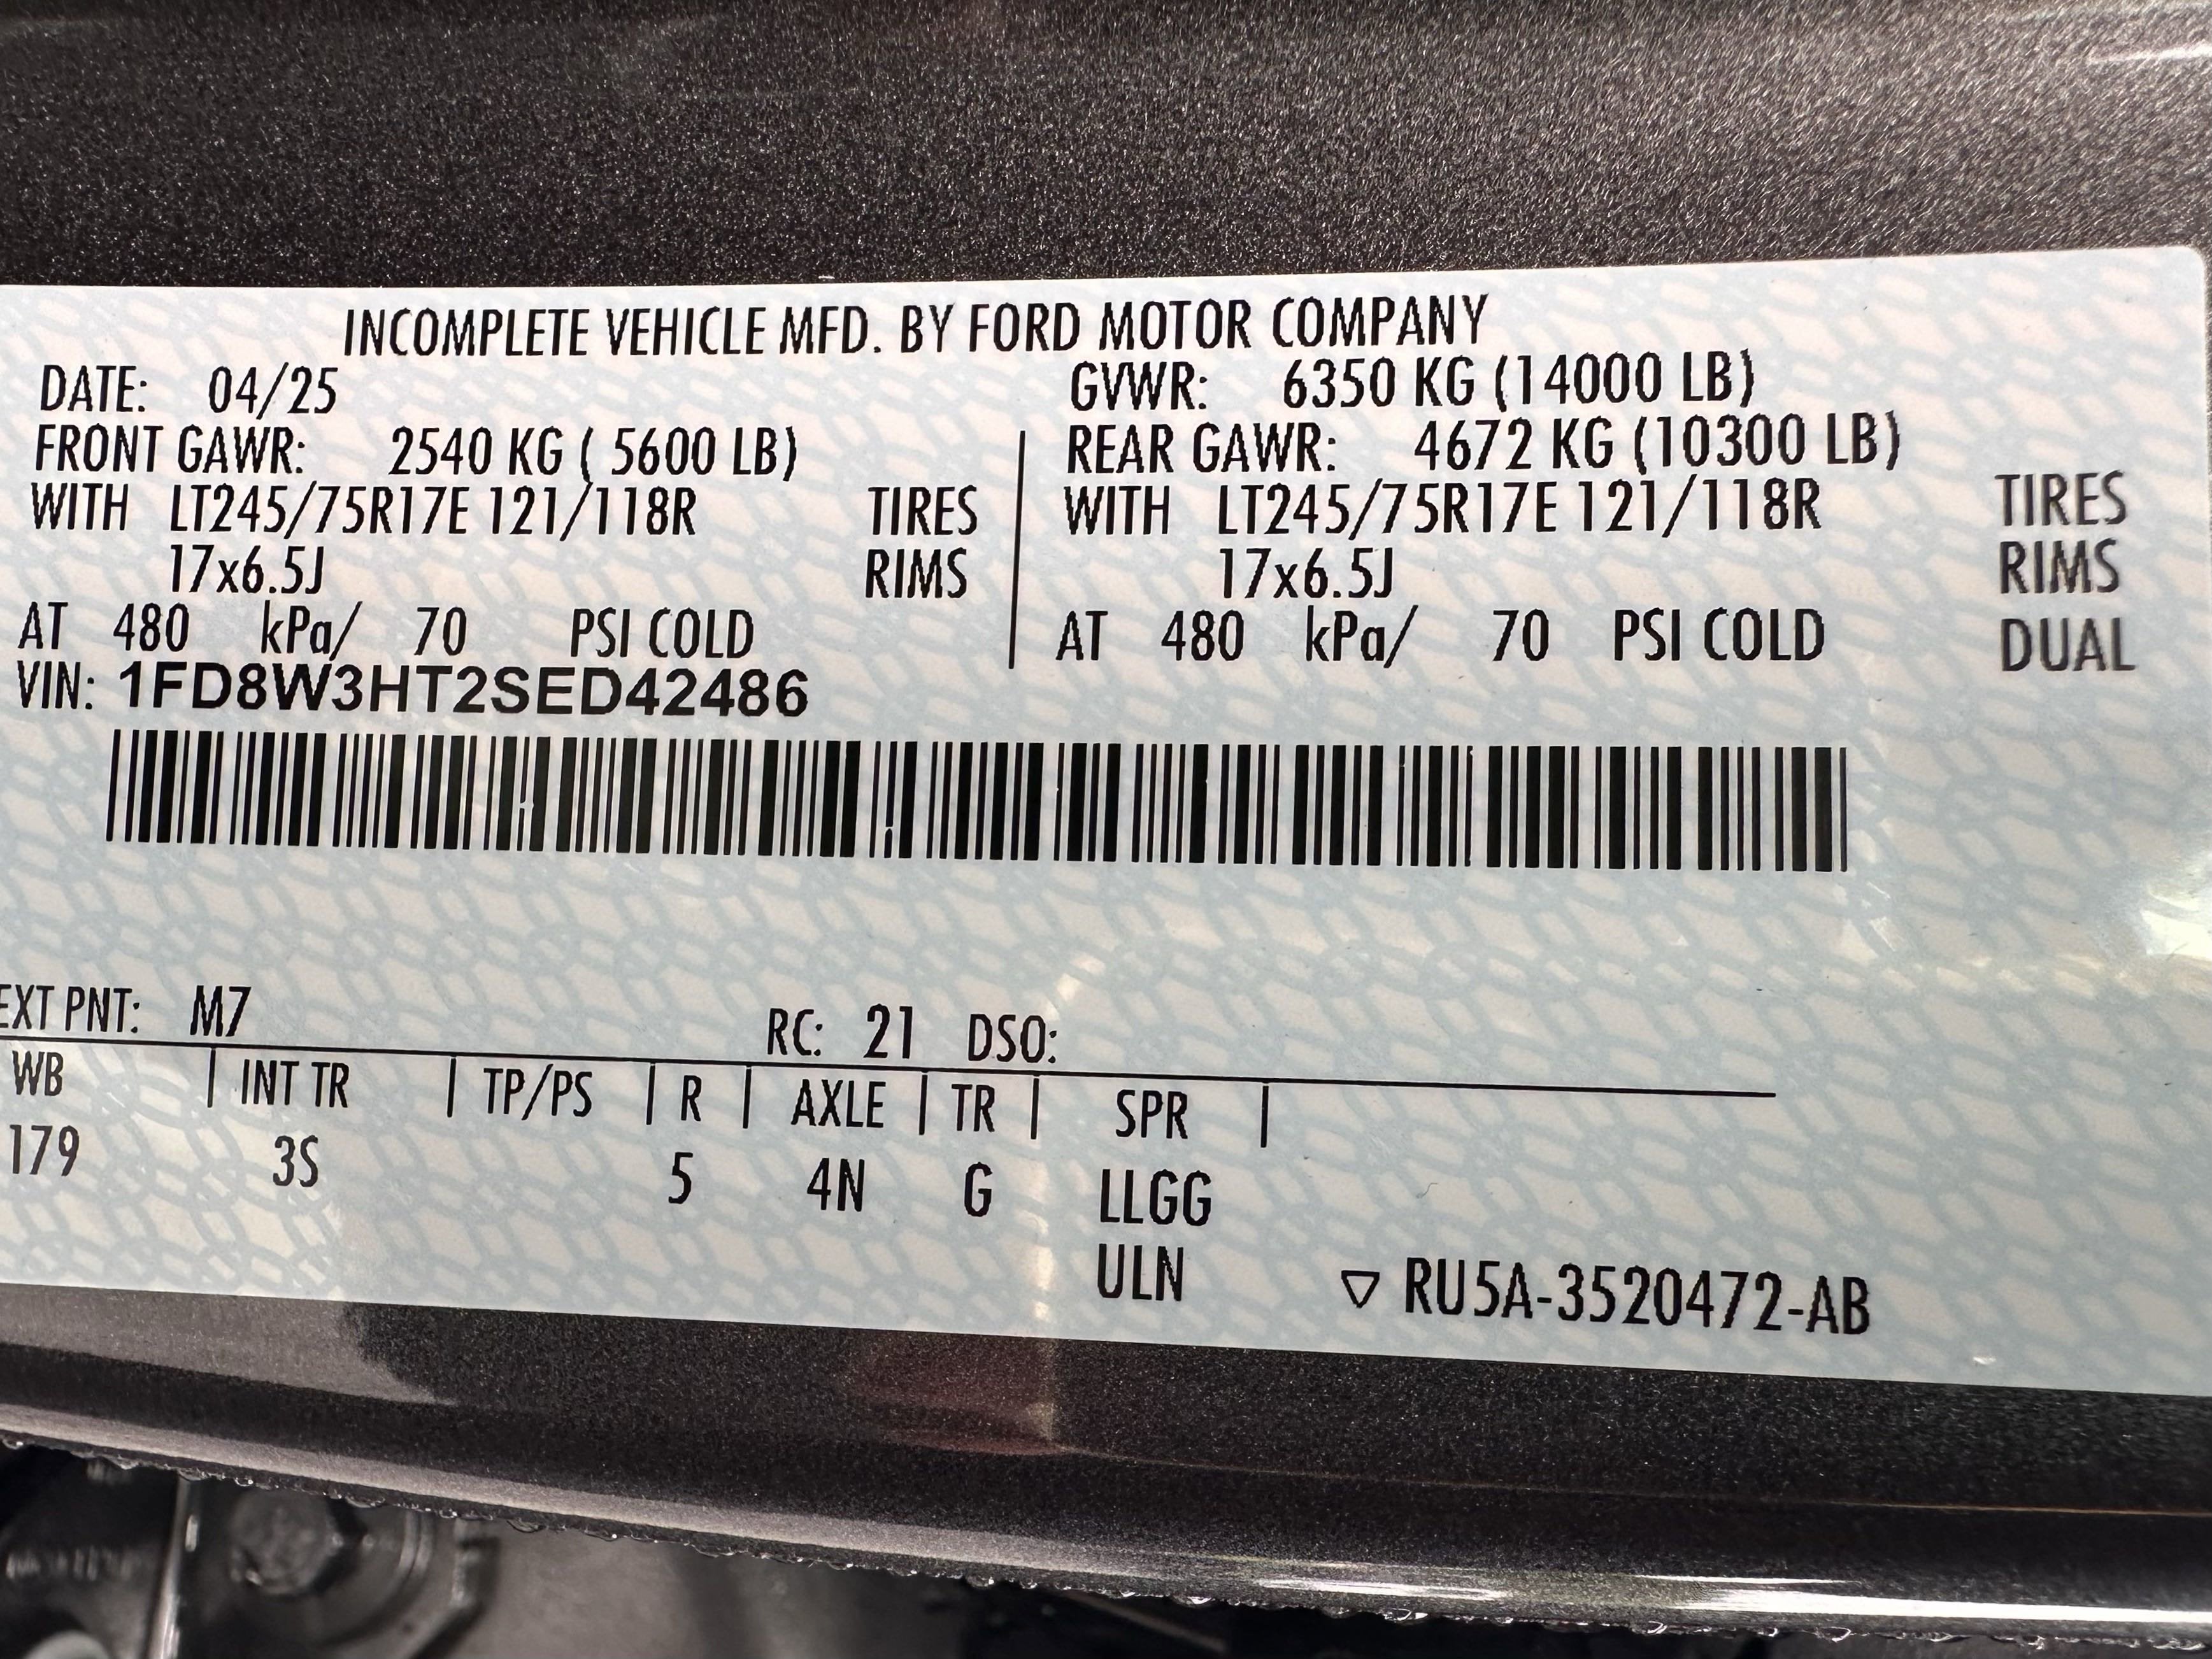 INCOMPLETE VEHICLE MFD. BY FORD MOTOR COMPANY
DATE: 04/25 GVWR: 6350 KG (14000 LB)
FRONT GAWR: 2540 KG ( 5600 LB) REAR GAWR: 4672 KG (10300 LB)
WITH LT245/75R17E 121/118R TIRES WITH LT245/75R17E 121/118R TIRES
17x6.5J RIMS 17x6.5J RIMS
AT 480 kPa/ 70 PSI COLD AT 480 kPa/ 70 PSI COLD DUAL
VIN: 1FD8W3HT2SED42486
EXT PNT: M7 RC: 21 DSO:
WB | INT TR | TP/PS | R | AXLE | TR | SPR |
179 3S 5 4N G LLGG
ULN ▽ RU5A-3520472-AB